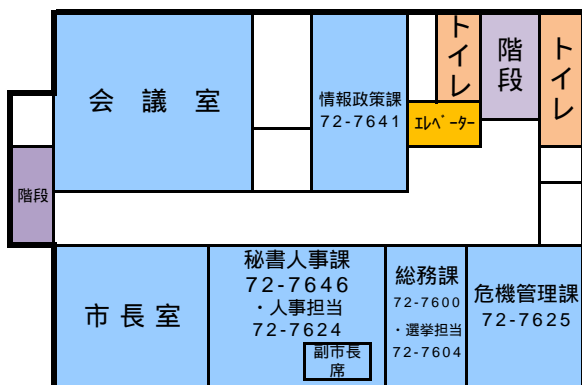 会議室
情報政策課
72-7641
トイレ
エレベーター
階段
トイレ
階段
市長室
秘書人事課
72-7646
・人事担当
72-7624
副市長
席
総務課
72-7600
・選挙担当
72-7604
危機管理課
72-7625